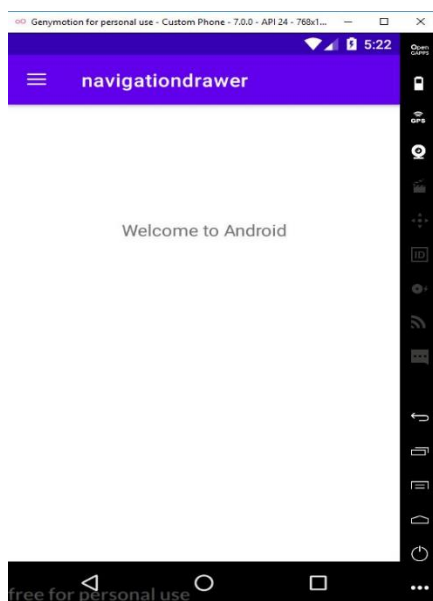 Genymotion for personal use - Custom Phone - 7.0.0 - API 24 - 768x1...
5:22
Open
GAPPS
navigationdrawer
GPS
Welcome to Android
ID
free for personal use